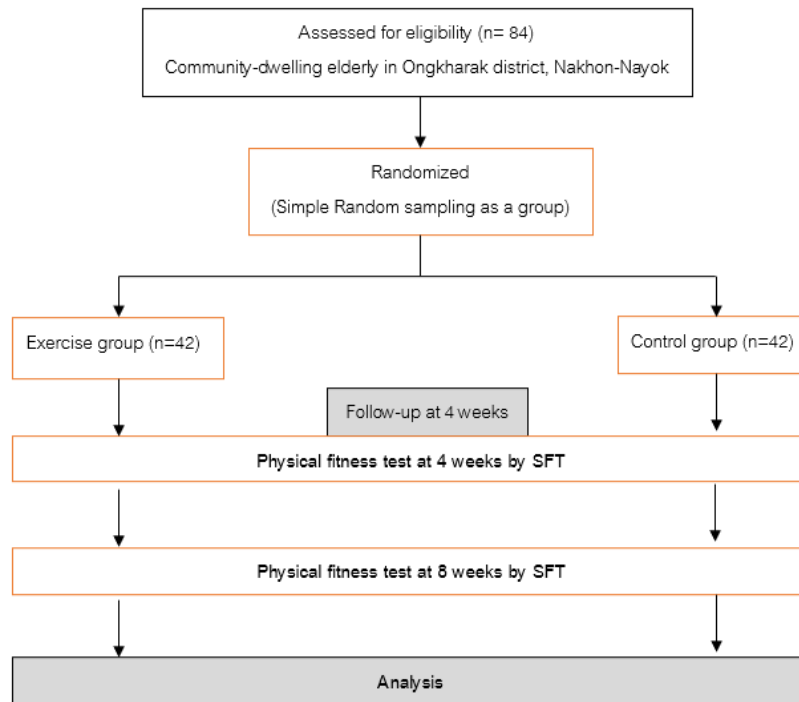 Assessed for eligibility (n= 84)
Community-dwelling elderly in Ongkharak district, Nakhon-Nayok
Randomized
(Simple Random sampling as a group)
Exercise group (n=42)
Control group (n=42)
Follow-up at 4 weeks
Physical fitness test at 4 weeks by SFT
Physical fitness test at 8 weeks by SFT
Analysis